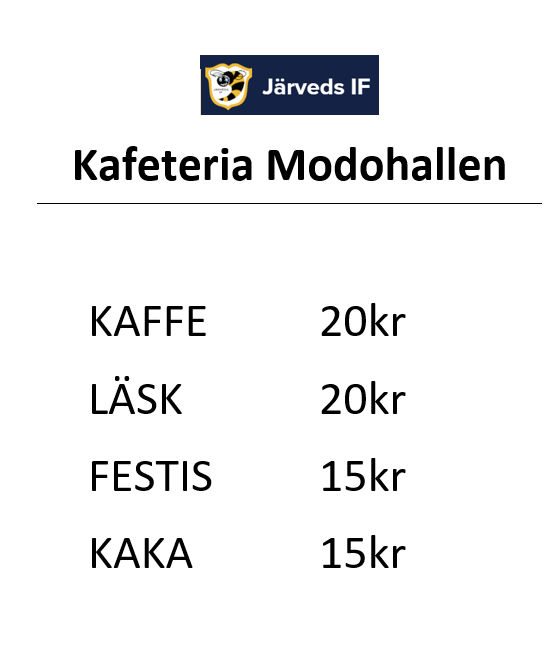 Järveds IF
Kafeteria Modohallen
KAFFE 20kr
LÄSK 20kr
FESTIS 15kr
KAKA 15kr